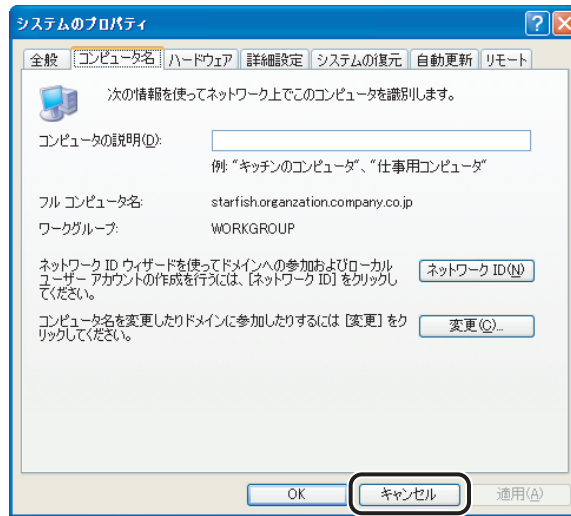 システムのプロパティ
全般 コンピュータ名 ハードウェア 詳細設定 システムの復元 自動更新 リモート
次の情報を使ってネットワーク上でこのコンピュータを識別します。
コンピュータの説明(D):
例: "キッチンのコンピュータ"、"仕事用コンピュータ"
フル コンピュータ名: starfish.organzation.company.co.jp
ワークグループ: WORKGROUP
ネットワーク ID ウィザードを使ってドメインへの参加およびローカル
ユーザー アカウントの作成を行うには、[ネットワーク ID] をクリックし
てください。
ネットワーク ID(N)
コンピュータ名を変更したりドメインに参加したりするには [変更] をク
リックしてください。
変更(C)...
OK キャンセル 適用(A)